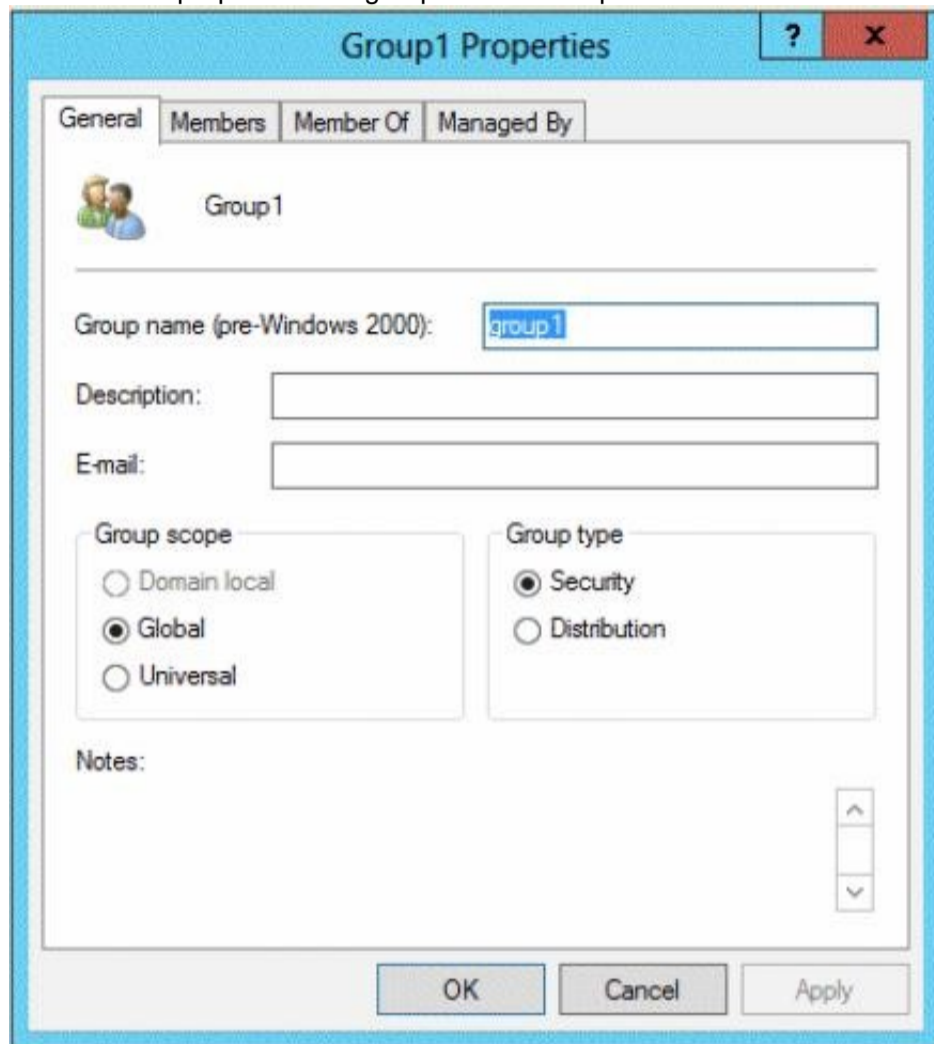 Group1 Properties
?
x
General Members Member Of Managed By
Group1
Group name (pre-Windows 2000): group1
Description:
E-mail:
Group scope Group type
Domain local Security
Global Distribution
Universal
Notes:
OK Cancel Apply